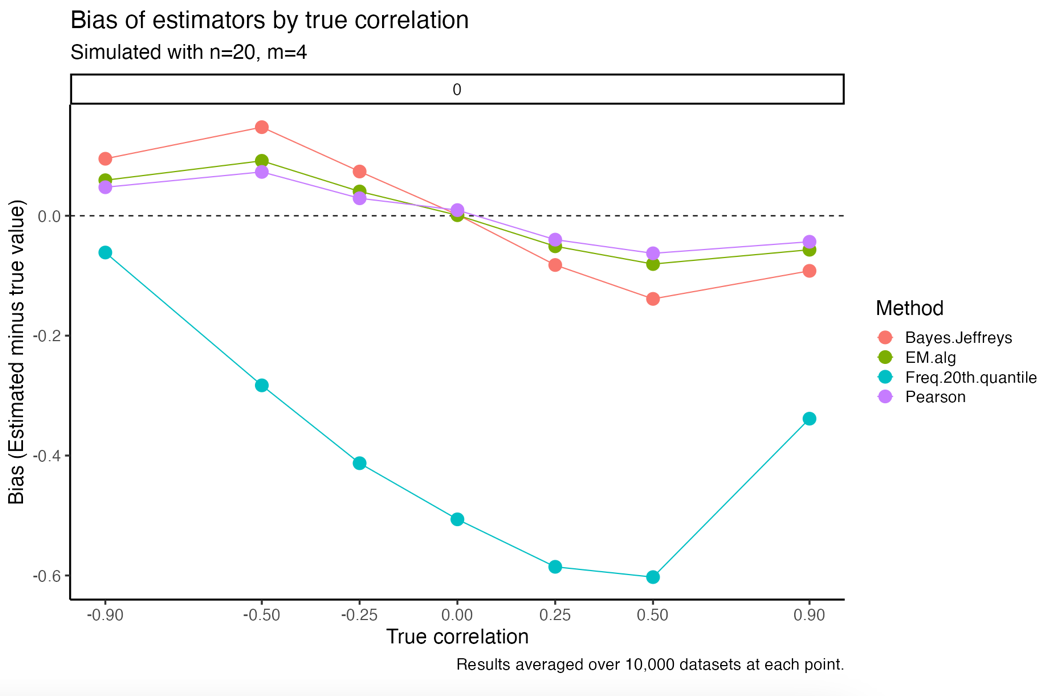 Bias of estimators by true correlation
Simulated with n=20, m=4
0
Bias (Estimated minus true value)
0.0
-0.2
-0.4
-0.6
-0.90 -0.50 -0.25 0.00 0.25 0.50 0.90
True correlation
Results averaged over 10,000 datasets at each point.
Method
Bayes.Jeffreys
EM.alg
Freq.20th.quantile
Pearson